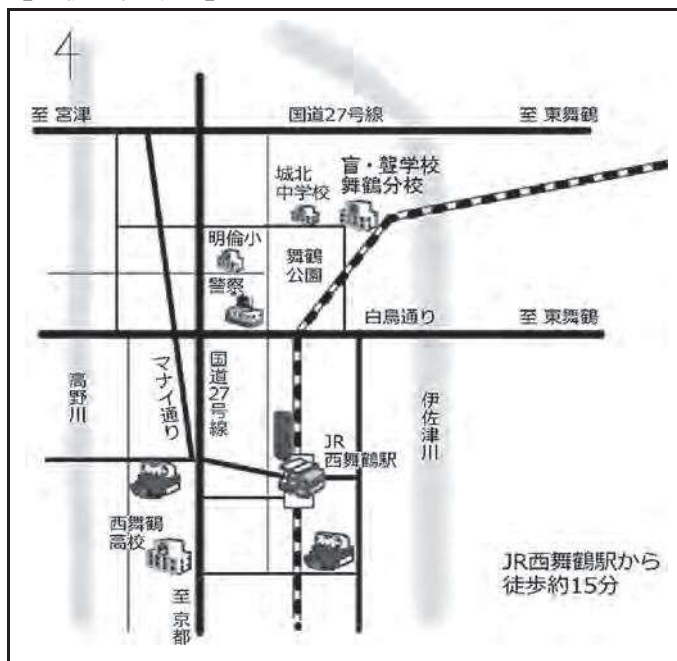 至 宮津
国道27号線
至 東舞鶴
城北
中学校
盲・聾学校
舞鶴分校
明倫小
舞鶴
公園
警察
白鳥通り
至 東舞鶴
高野川
マナイ通り
国道27号線
伊佐津川
JR
西舞鶴駅
西舞鶴
高校
至 京都
JR西舞鶴駅から
徒歩約15分